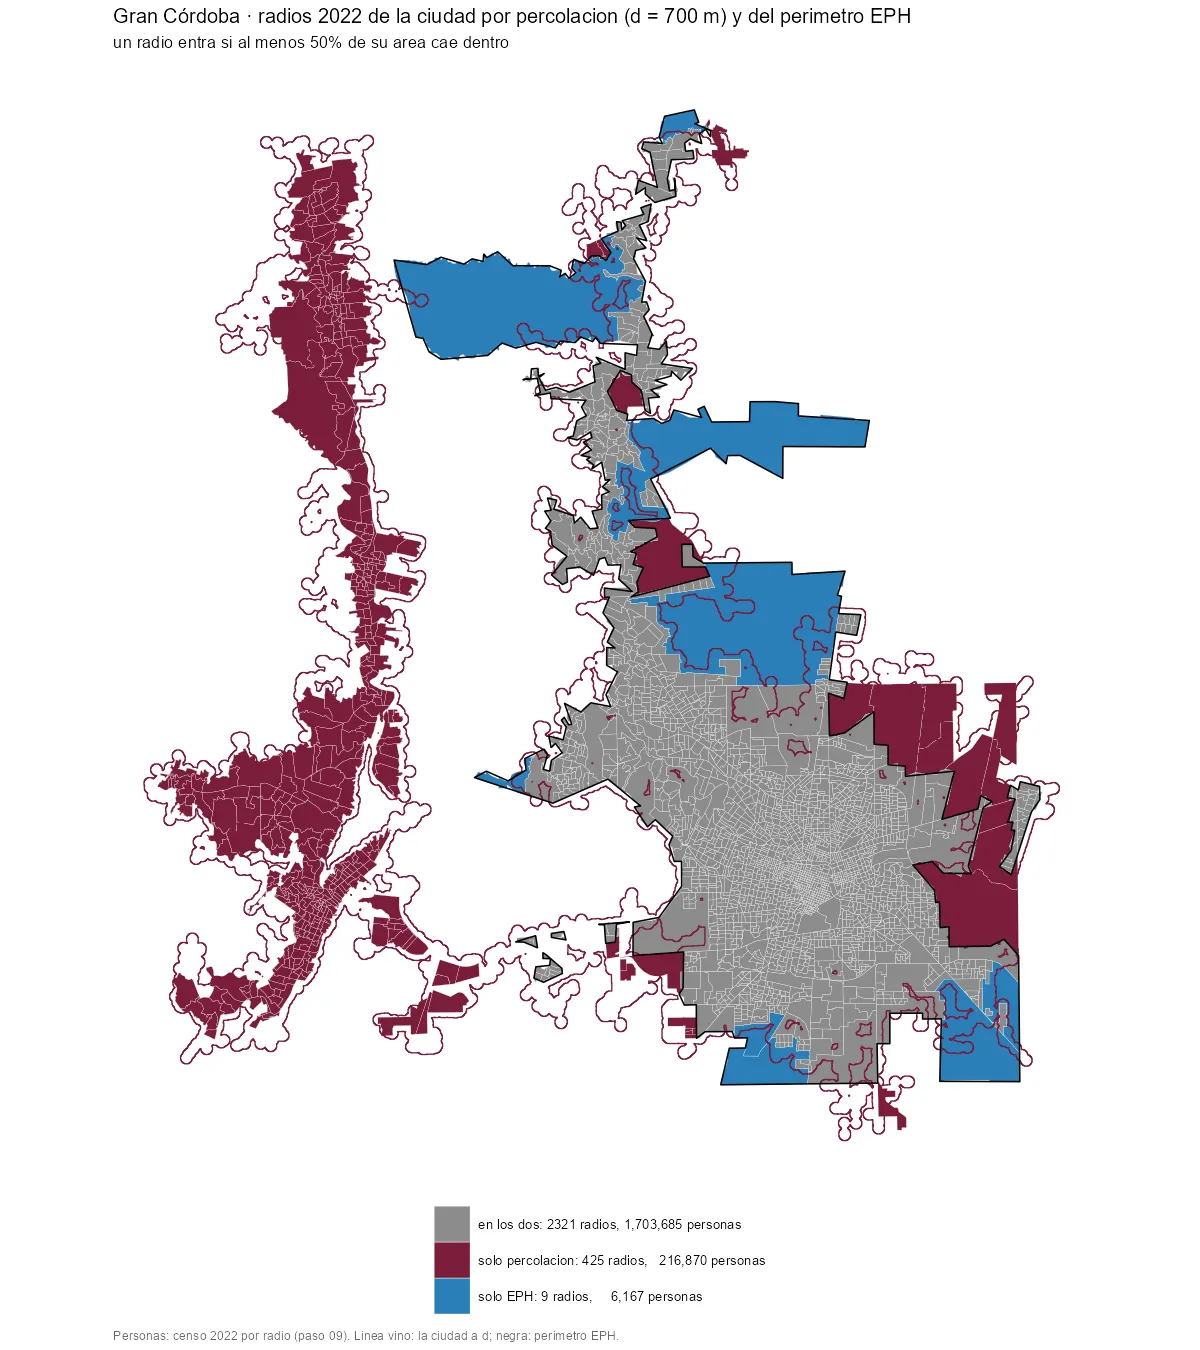 Gran Córdoba · radios 2022 de la ciudad por percolacion (d = 700 m) y del perimetro EPH
un radio entra si al menos 50% de su area cae dentro
en los dos: 2321 radios, 1,703,685 personas
solo percolacion: 425 radios, 216,870 personas
solo EPH: 9 radios, 6,167 personas
Personas: censo 2022 por radio (paso 09). Linea vino: la ciudad a d; negra: perimetro EPH.